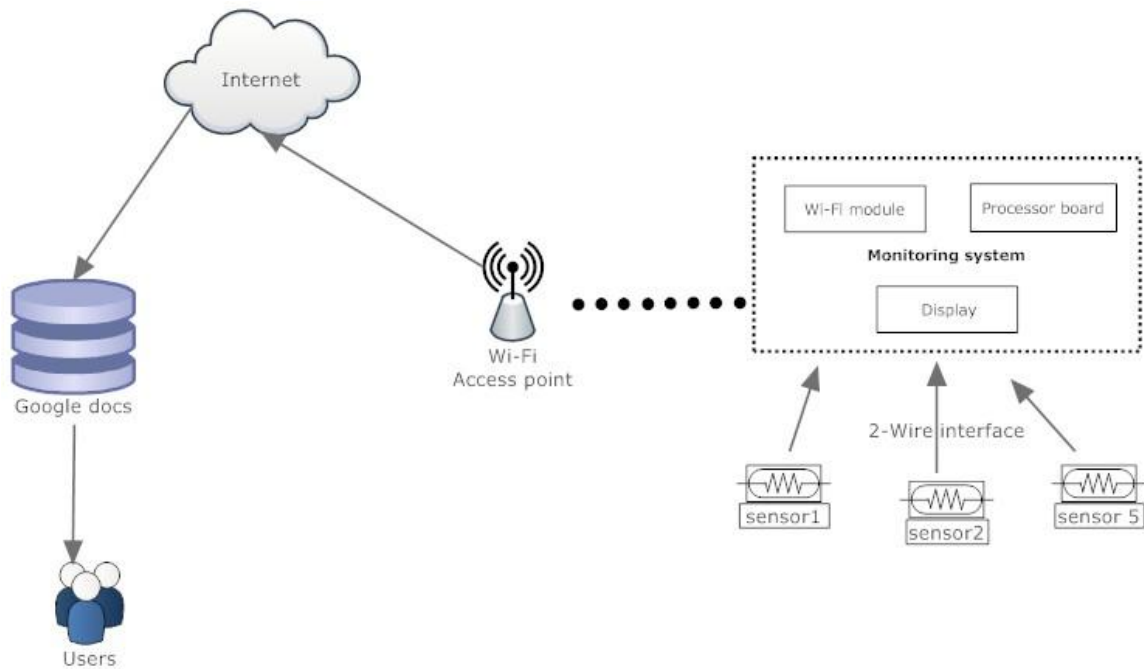 Internet
Wi-Fi module
Processor board
Monitoring system
Display
Wi-Fi
Access point
Google docs
2-Wire interface
sensor1
sensor2
sensor 5
Users